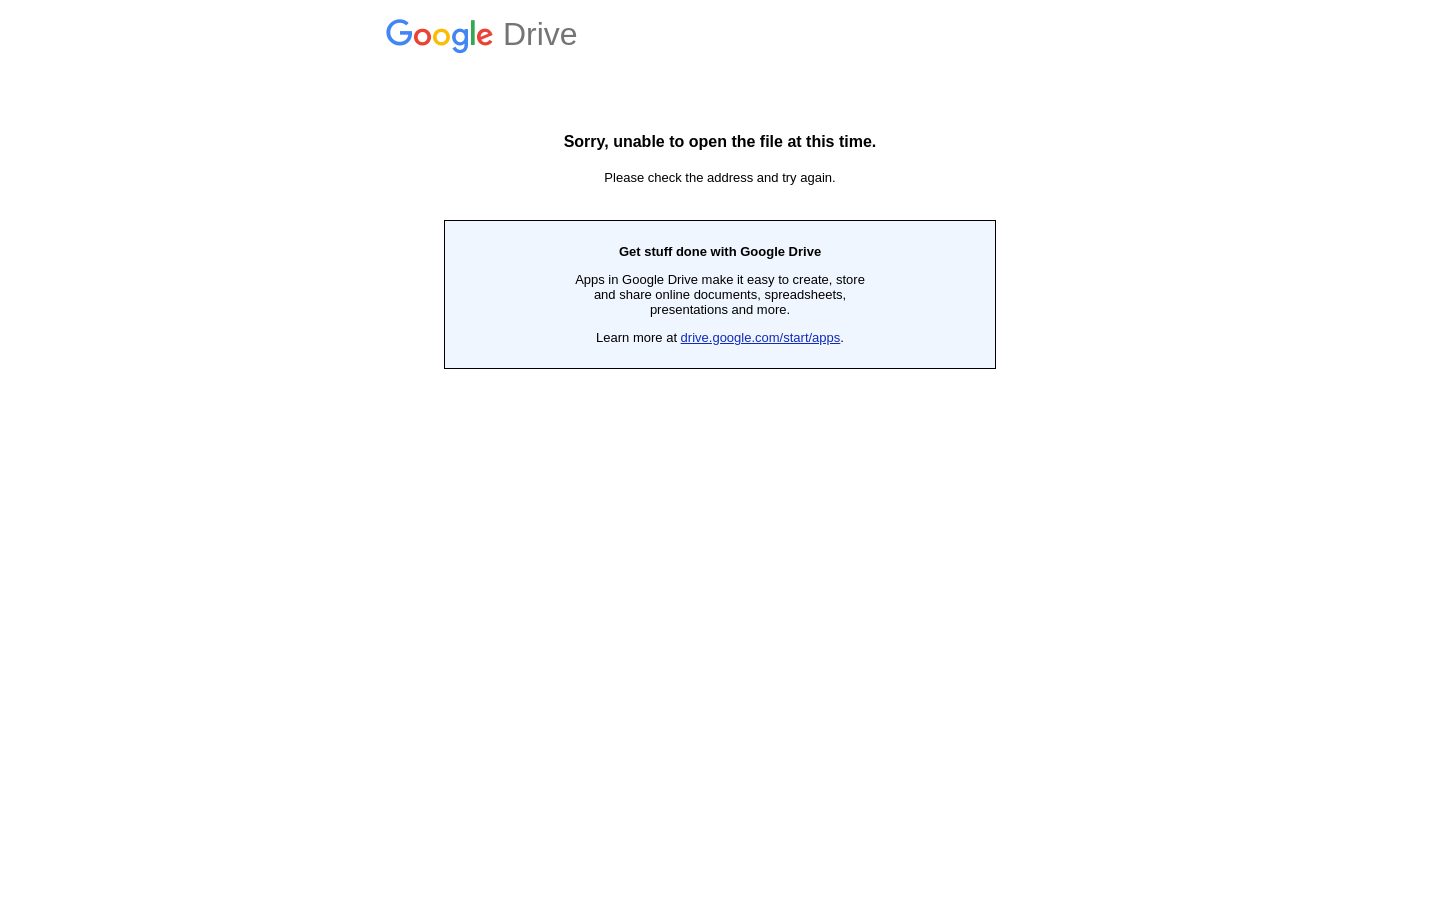 Google Drive
Sorry, unable to open the file at this time.
Please check the address and try again.
Get stuff done with Google Drive
Apps in Google Drive make it easy to create, store
and share online documents, spreadsheets,
presentations and more.
Learn more at drive.google.com/start/apps.